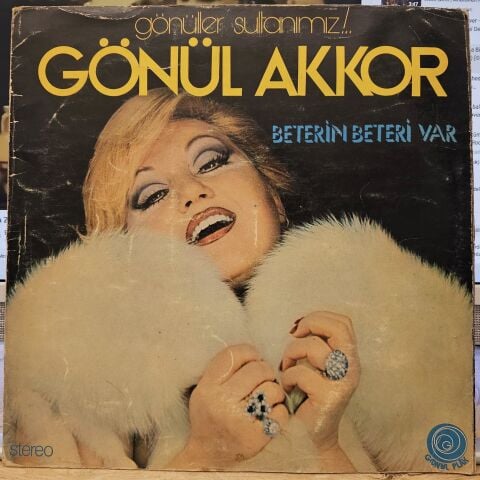 gönüller sultanımız!..
GÖNÜL AKKOR
BETERİN BETERİ VAR
stereo
GÖNÜL PLAK